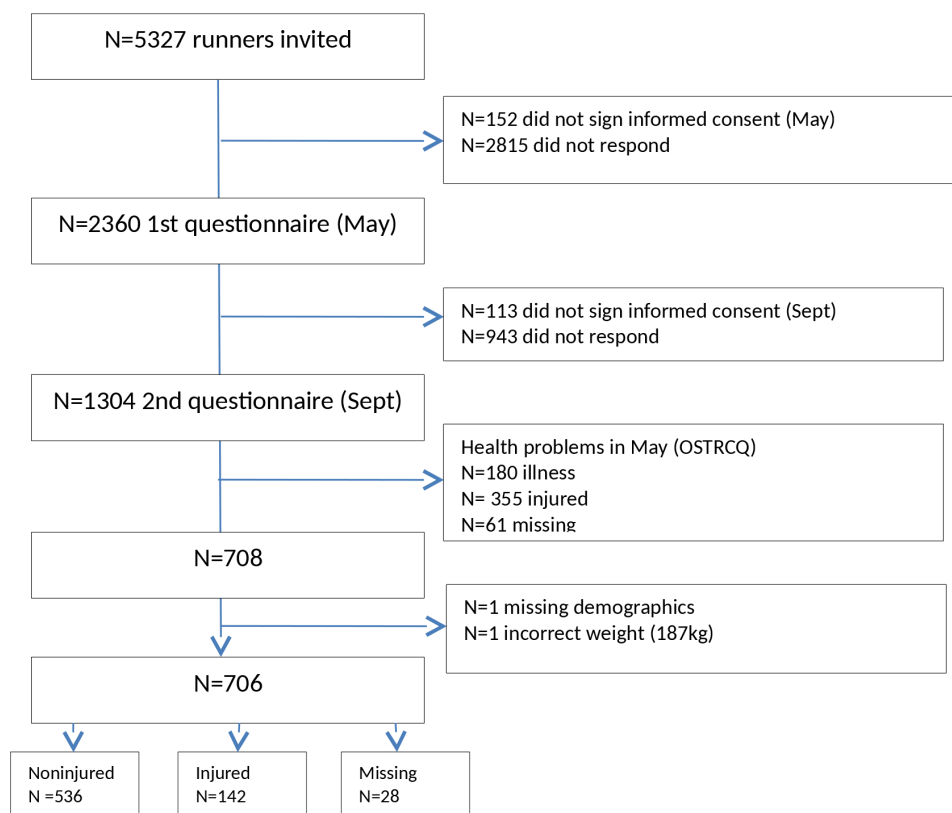 N=5327 runners invited
N=152 did not sign informed consent (May)
N=2815 did not respond
N=2360 1st questionnaire (May)
N=113 did not sign informed consent (Sept)
N=943 did not respond
N=1304 2nd questionnaire (Sept)
Health problems in May (OSTRCQ)
N=180 illness
N= 355 injured
N=61 missing
N=708
N=1 missing demographics
N=1 incorrect weight (187kg)
N=706
Noninjured
N =536
Injured
N=142
Missing
N=28